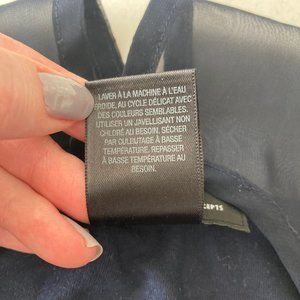 LAVER À LA MACHINE À L'EAU
FROIDE, AU CYCLE DÉLICAT AVEC
DES COULEURS SEMBLABLES.
UTILISER UN JAVELLISANT NON
CHLORÉ AU BESOIN. SÉCHER
PAR CULBUTAGE À BASSE
TEMPÉRATURE. REPASSER
À BASSE TEMPÉRATURE AU
BESOIN.